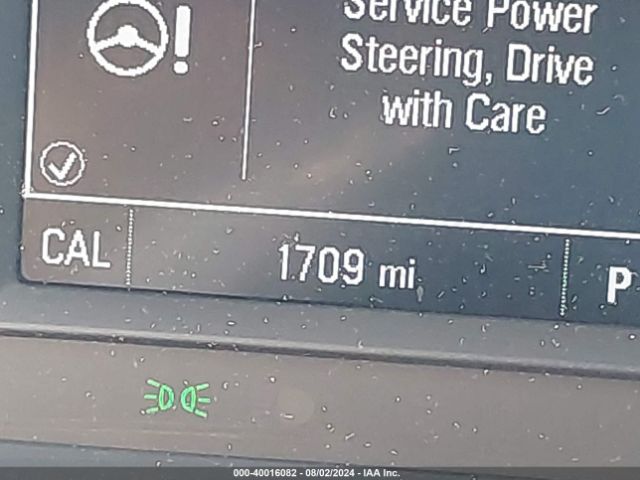 Service Power
Steering, Drive
with Care
CAL
1709 mi
P
000-40016082 - 08/02/2024 - IAA Inc.